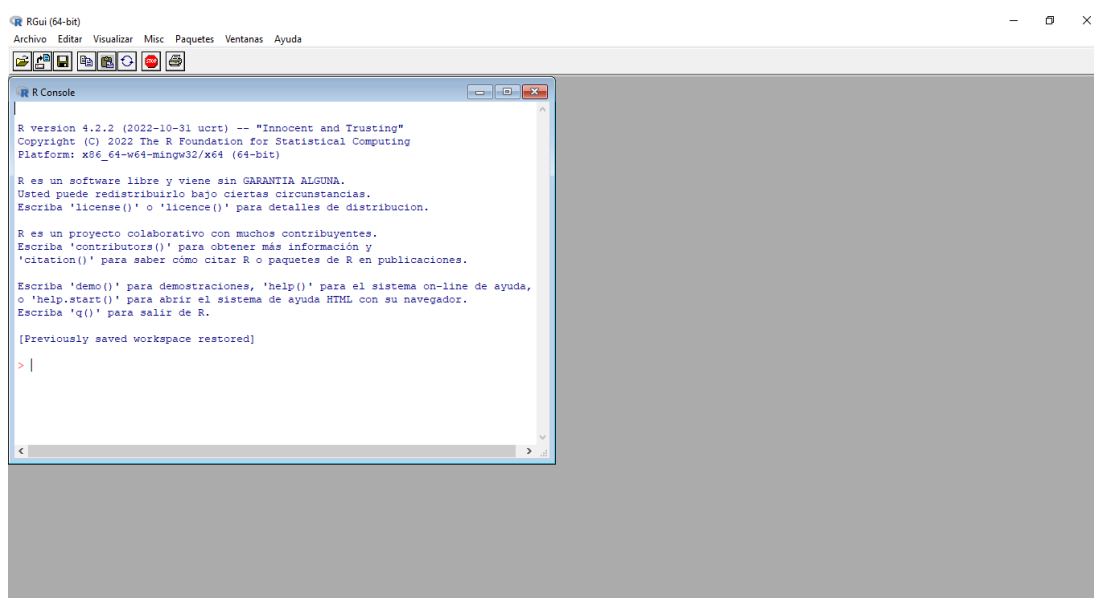 RGui (64-bit)
Archivo Editar Visualizar Misc Paquetes Ventanas Ayuda
STOP
R Console
R version 4.2.2 (2022-10-31 ucrt) -- "Innocent and Trusting"
Copyright (C) 2022 The R Foundation for Statistical Computing
Platform: x86_64-w64-mingw32/x64 (64-bit)
R es un software libre y viene sin GARANTIA ALGUNA.
Usted puede redistribuirlo bajo ciertas circunstancias.
Escriba 'license()' o 'licence()' para detalles de distribucion.
R es un proyecto colaborativo con muchos contribuyentes.
Escriba 'contributors()' para obtener más información y
'citation()' para saber cómo citar R o paquetes de R en publicaciones.
Escriba 'demo()' para demostraciones, 'help()' para el sistema on-line de ayuda,
o 'help.start()' para abrir el sistema de ayuda HTML con su navegador.
Escriba 'q()' para salir de R.
[Previously saved workspace restored]
>